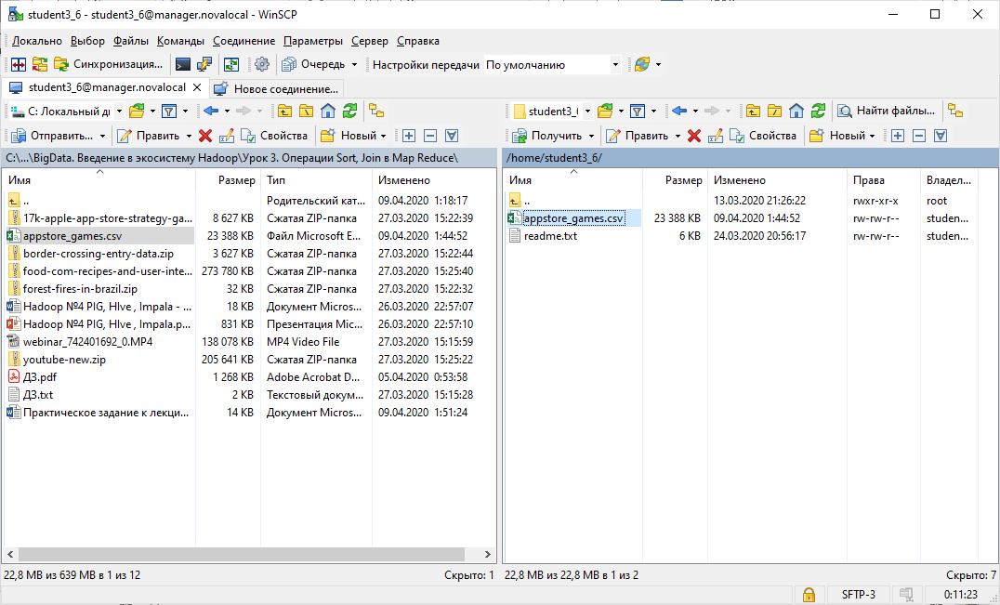 student3_6 - student3_6@manager.novalocal - WinSCP
Локально Выбор Файлы Команды Соединение Параметры Сервер Справка
Синхронизация... Очередь Настройки передачи По умолчанию
student3_6@manager.novalocal Новое соединение...
C: Локальный ди student3_ Найти файлы...
Отправить... Править Свойства Новый Получить Править Свойства Новый
C:\...\BigData. Введение в экосистему Hadoop\Урок 3. Операции Sort, Join в Map Reduce\ /home/student3_6/
Имя Размер Тип Изменено Имя Размер Изменено Права Владел...
.. Родительский кат... 09.04.2020 1:18:17 .. 13.03.2020 21:26:22 rwxr-xr-x root
17k-apple-app-store-strategy-ga... 8 627 KB Сжатая ZIP-папка 27.03.2020 15:22:39 appstore_games.csv 23 388 KB 09.04.2020 1:44:52 rw-rw-r-- studen...
appstore_games.csv 23 388 KB Файл Microsoft E... 09.04.2020 1:44:52 readme.txt 6 KB 24.03.2020 20:56:17 rw-rw-r-- studen...
border-crossing-entry-data.zip 3 627 KB Сжатая ZIP-папка 27.03.2020 15:22:44
food-com-recipes-and-user-inte... 273 780 KB Сжатая ZIP-папка 27.03.2020 15:25:40
forest-fires-in-brazil.zip 32 KB Сжатая ZIP-папка 27.03.2020 15:22:32
Hadoop №4 PIG, HIve , Impala - ... 18 KB Документ Micros... 26.03.2020 22:57:07
Hadoop №4 PIG, HIve , Impala.p... 831 KB Презентация Mic... 26.03.2020 22:57:10
webinar_742401692_0.MP4 138 078 KB MP4 Video File 27.03.2020 15:15:59
youtube-new.zip 205 641 KB Сжатая ZIP-папка 27.03.2020 15:25:22
ДЗ.pdf 1 268 KB Adobe Acrobat D... 05.04.2020 0:53:58
ДЗ.txt 2 KB Текстовый докум... 27.03.2020 15:15:28
Практическое задание к лекци... 14 KB Документ Micros... 09.04.2020 1:51:24
22,8 MB из 639 MB в 1 из 12 Скрыто: 1 22,8 MB из 22,8 MB в 1 из 2 Скрыто: 7
SFTP-3 0:11:23